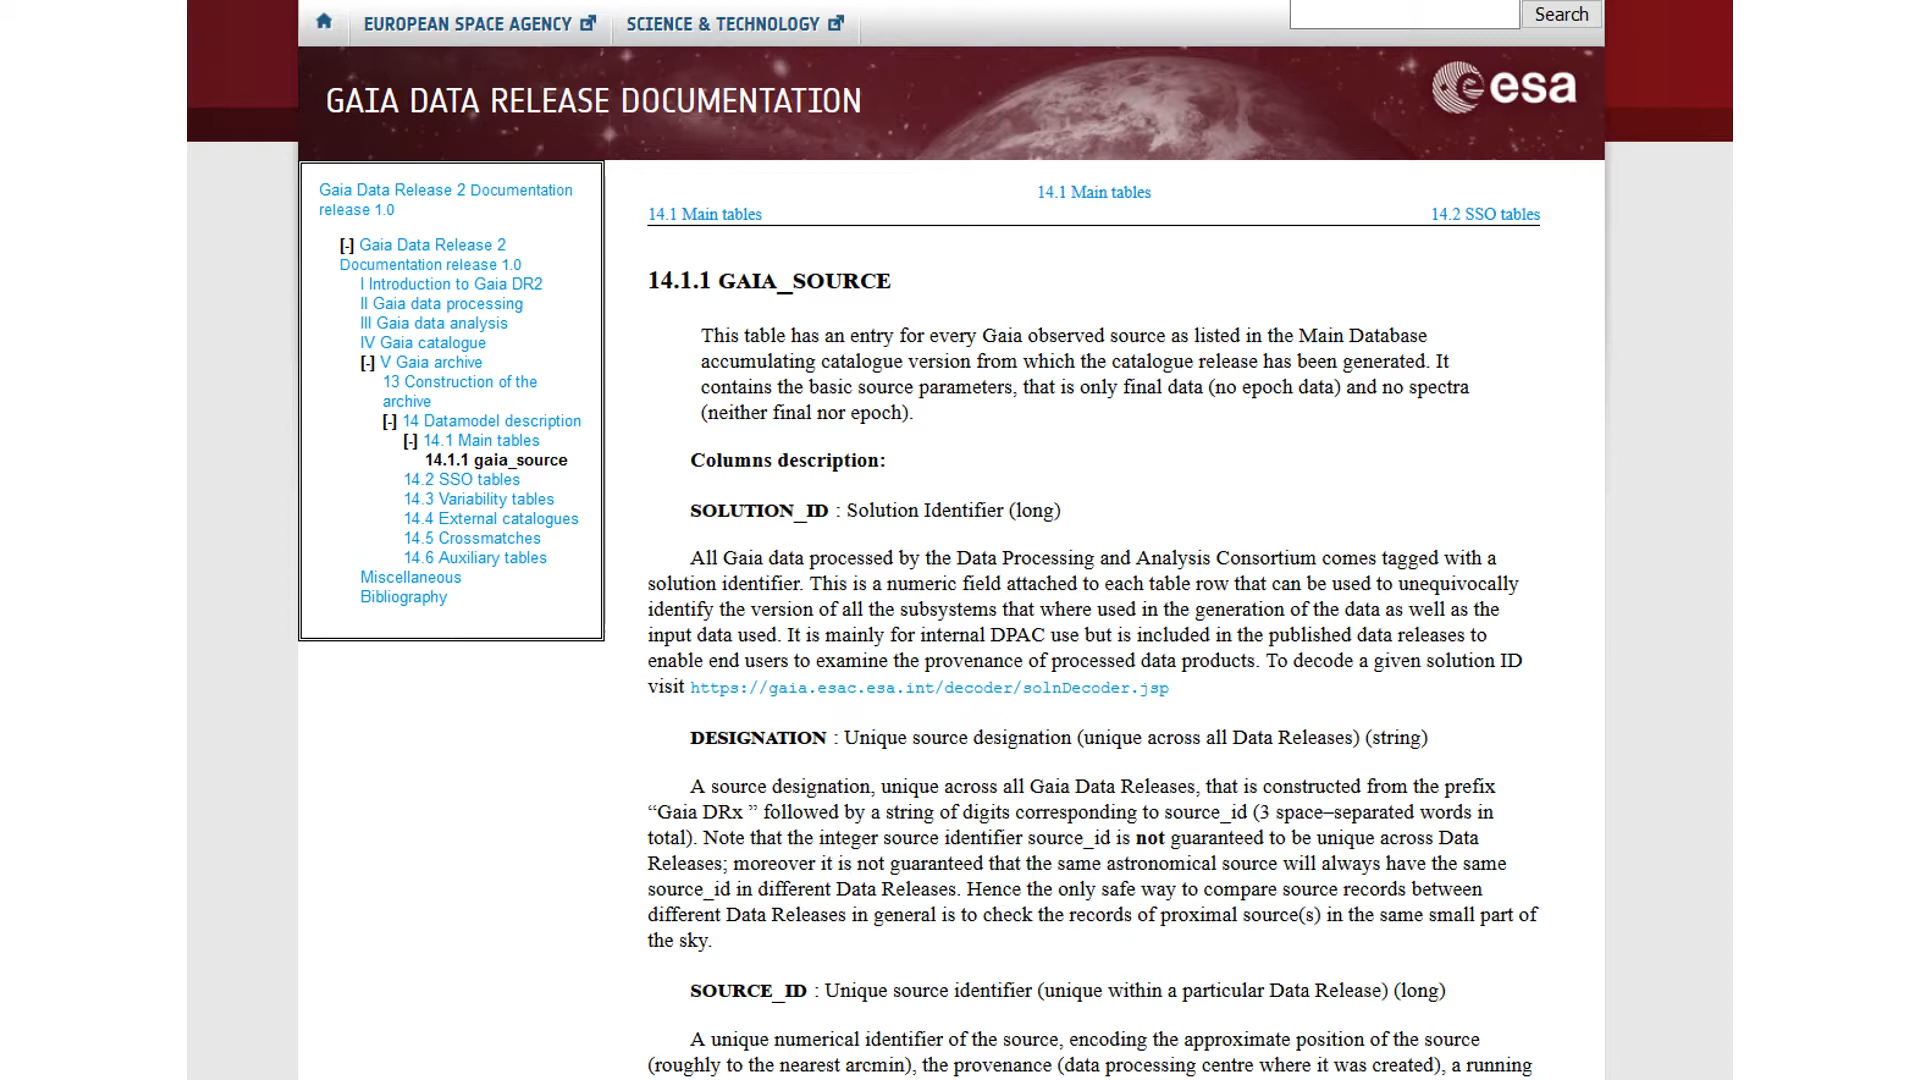 EUROPEAN SPACE AGENCY
SCIENCE & TECHNOLOGY
Search
GAIA DATA RELEASE DOCUMENTATION
esa
Gaia Data Release 2 Documentation
release 1.0
[-] Gaia Data Release 2
Documentation release 1.0
I Introduction to Gaia DR2
II Gaia data processing
III Gaia data analysis
IV Gaia catalogue
[-] V Gaia archive
13 Construction of the
archive
[-] 14 Datamodel description
[-] 14.1 Main tables
14.1.1 gaia_source
14.2 SSO tables
14.3 Variability tables
14.4 External catalogues
14.5 Crossmatches
14.6 Auxiliary tables
Miscellaneous
Bibliography
14.1 Main tables
14.1 Main tables
14.2 SSO tables
14.1.1 GAIA_SOURCE
This table has an entry for every Gaia observed source as listed in the Main Database
accumulating catalogue version from which the catalogue release has been generated. It
contains the basic source parameters, that is only final data (no epoch data) and no spectra
(neither final nor epoch).
Columns description:
SOLUTION_ID : Solution Identifier (long)
All Gaia data processed by the Data Processing and Analysis Consortium comes tagged with a
solution identifier. This is a numeric field attached to each table row that can be used to unequivocally
identify the version of all the subsystems that where used in the generation of the data as well as the
input data used. It is mainly for internal DPAC use but is included in the published data releases to
enable end users to examine the provenance of processed data products. To decode a given solution ID
visit https://gaia.esac.esa.int/decoder/solnDecoder.jsp
DESIGNATION : Unique source designation (unique across all Data Releases) (string)
A source designation, unique across all Gaia Data Releases, that is constructed from the prefix
“Gaia DRx ” followed by a string of digits corresponding to source_id (3 space–separated words in
total). Note that the integer source identifier source_id is not guaranteed to be unique across Data
Releases; moreover it is not guaranteed that the same astronomical source will always have the same
source_id in different Data Releases. Hence the only safe way to compare source records between
different Data Releases in general is to check the records of proximal source(s) in the same small part of
the sky.
SOURCE_ID : Unique source identifier (unique within a particular Data Release) (long)
A unique numerical identifier of the source, encoding the approximate position of the source
(roughly to the nearest arcmin), the provenance (data processing centre where it was created), a running